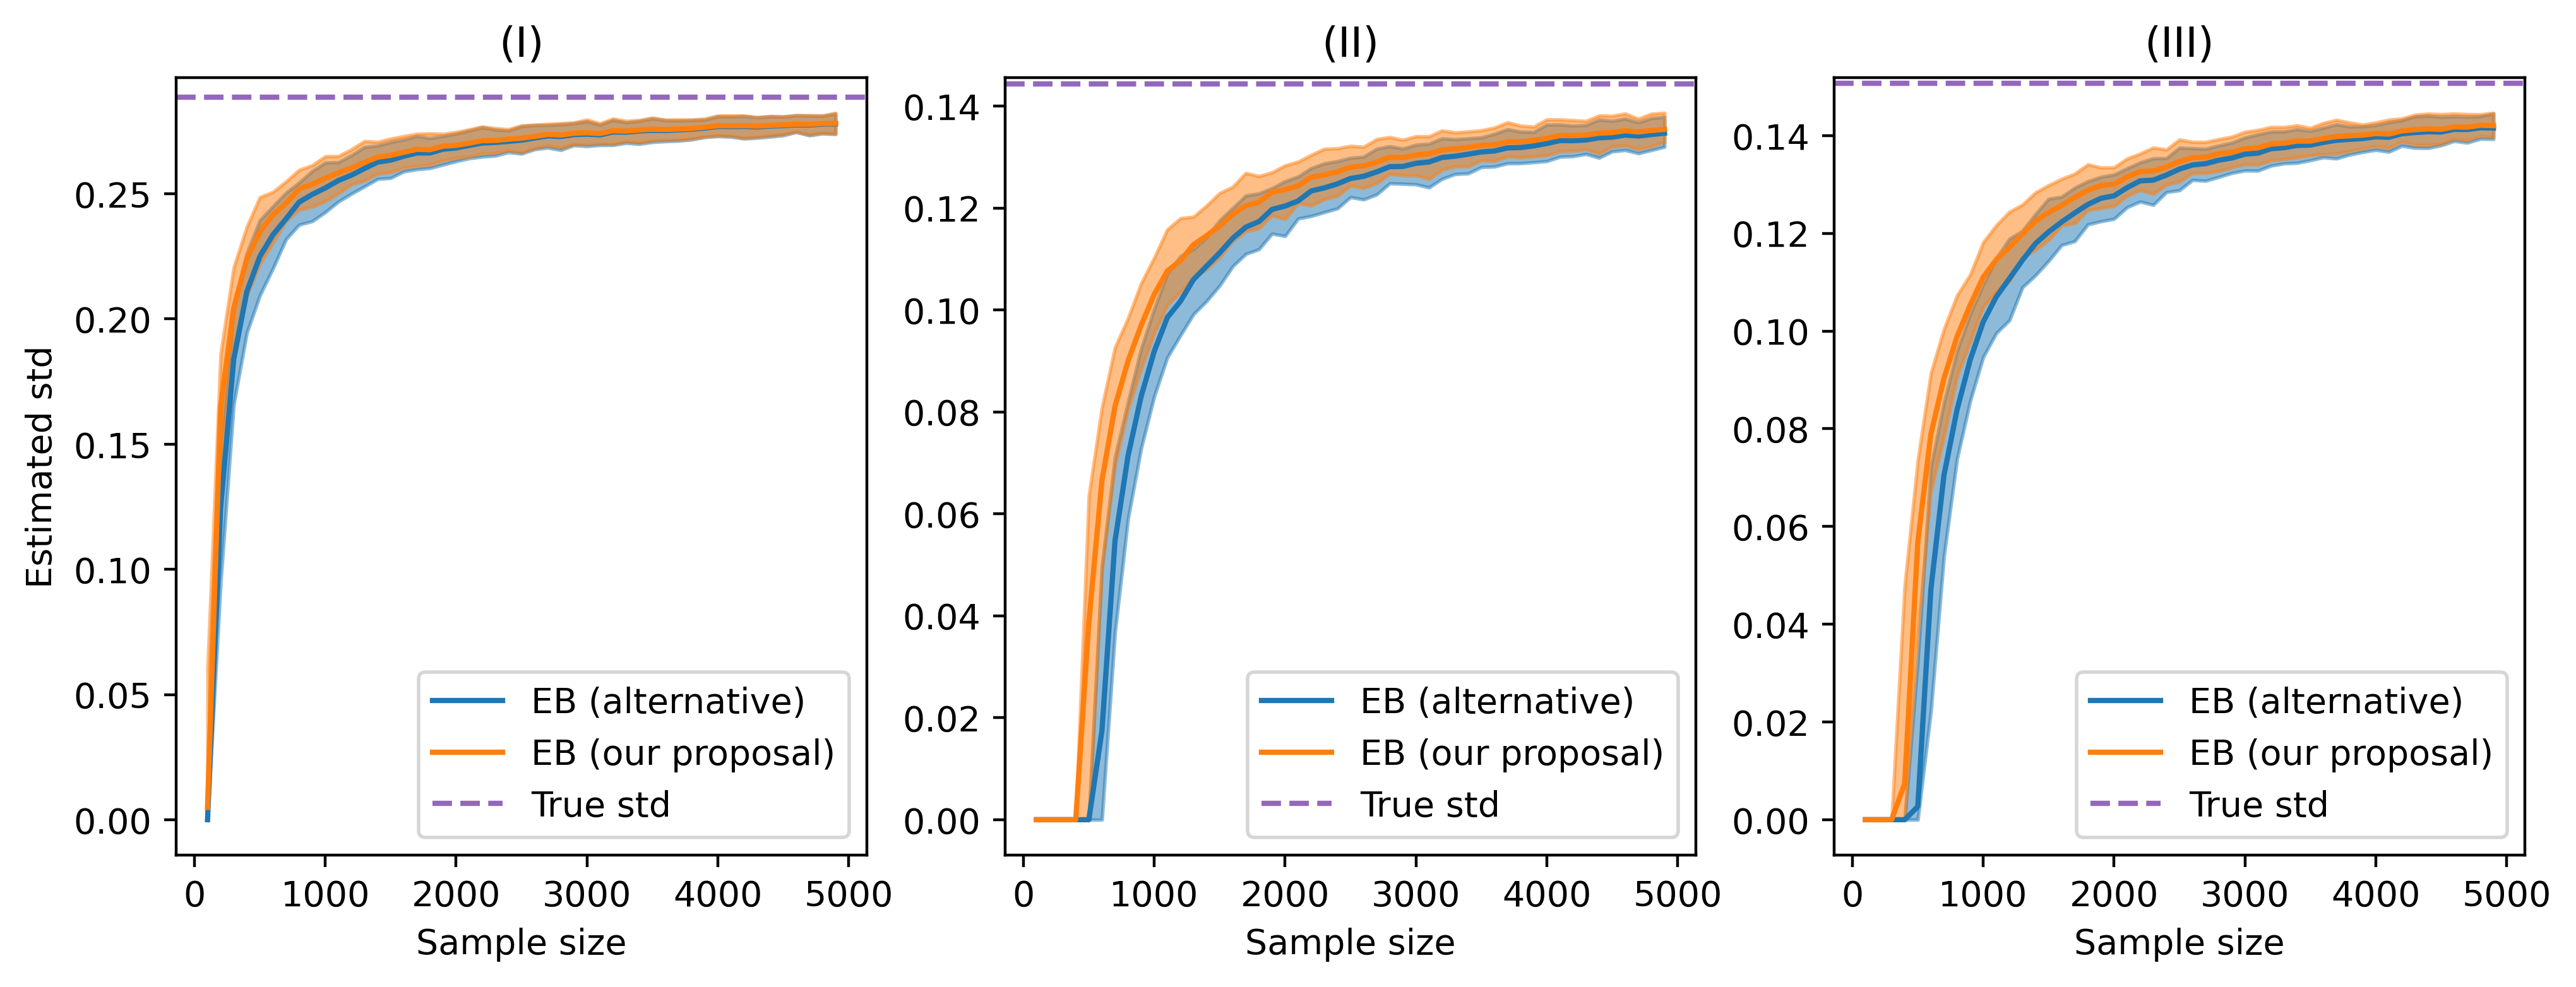 (I)
Estimated std
0.25
0.20
0.15
0.10
0.05
0.00
EB (alternative)
EB (our proposal)
True std
0 1000 2000 3000 4000 5000
Sample size
(II)
0.14
0.12
0.10
0.08
0.06
0.04
0.02
0.00
EB (alternative)
EB (our proposal)
True std
0 1000 2000 3000 4000 5000
Sample size
(III)
0.14
0.12
0.10
0.08
0.06
0.04
0.02
0.00
EB (alternative)
EB (our proposal)
True std
0 1000 2000 3000 4000 5000
Sample size